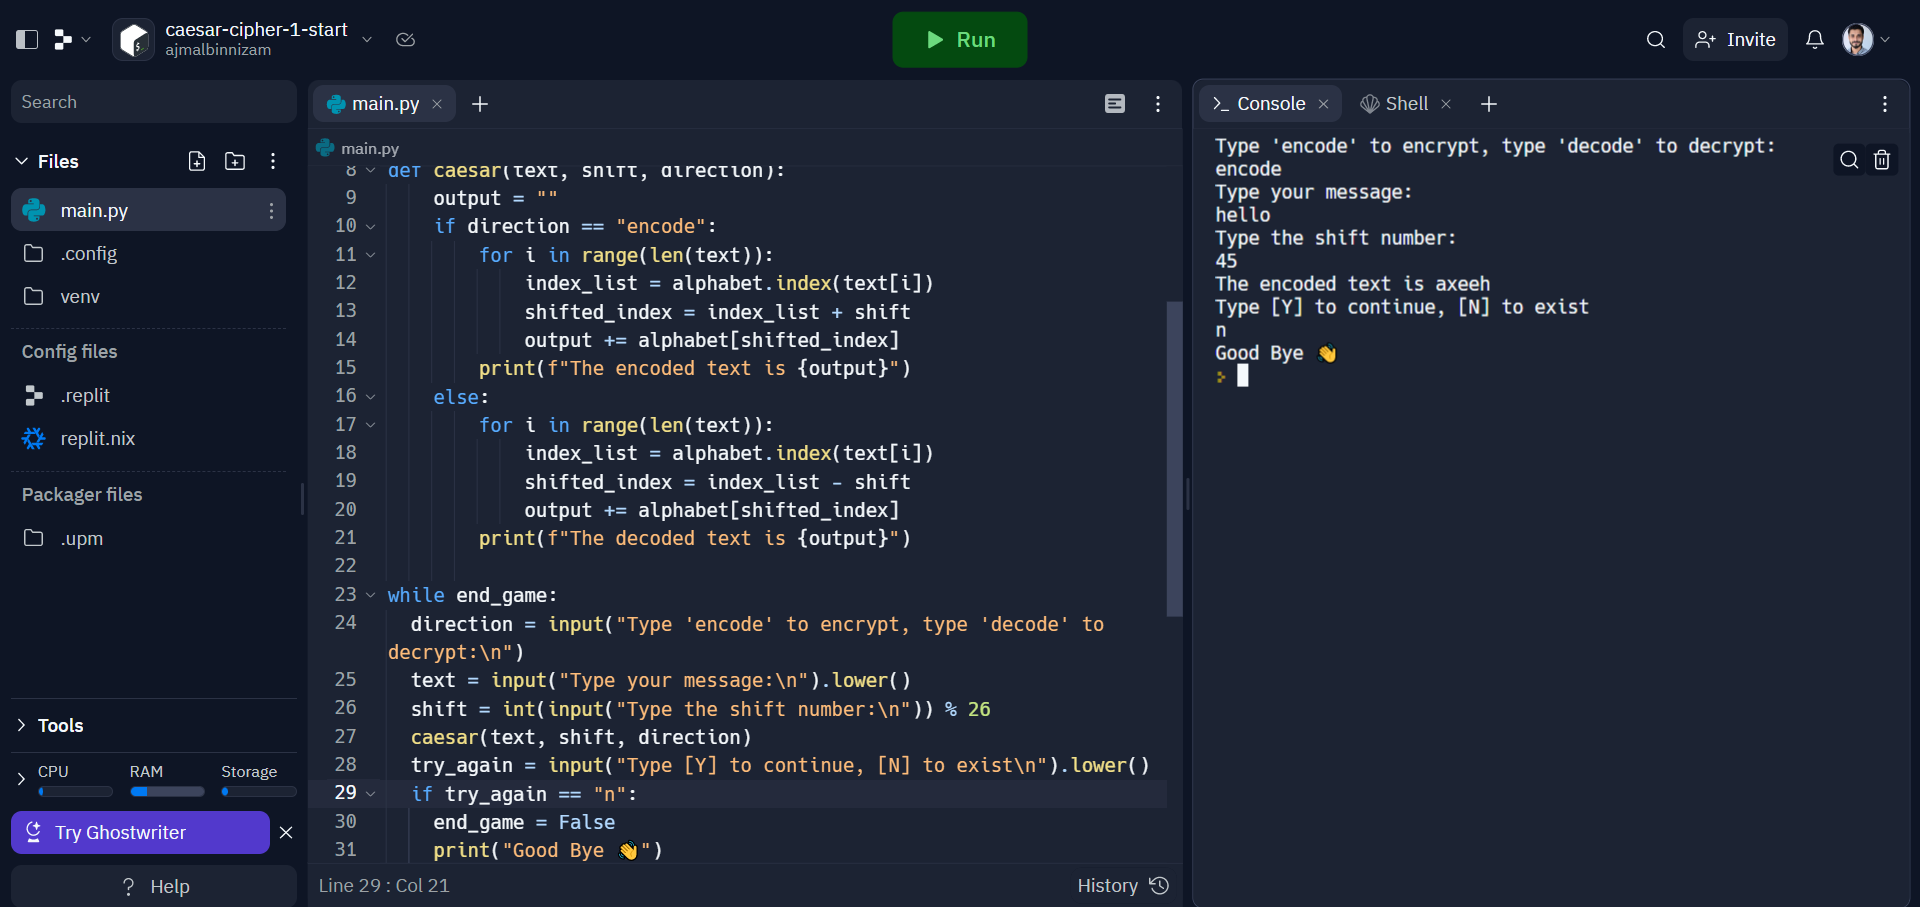 caesar-cipher-1-start
ajmalbinnizam
Run
Invite
Search
Files
main.py
.config
venv
Config files
.replit
replit.nix
Packager files
.upm
Tools
CPU RAM Storage
Try Ghostwriter
? Help
main.py
main.py
8 def caesar(text, shift, direction):
9 output = ""
10 if direction == "encode":
11 for i in range(len(text)):
12 index_list = alphabet.index(text[i])
13 shifted_index = index_list + shift
14 output += alphabet[shifted_index]
15 print(f"The encoded text is {output}")
16 else:
17 for i in range(len(text)):
18 index_list = alphabet.index(text[i])
19 shifted_index = index_list - shift
20 output += alphabet[shifted_index]
21 print(f"The decoded text is {output}")
22
23 while end_game:
24 direction = input("Type 'encode' to encrypt, type 'decode' to
decrypt:\n")
25 text = input("Type your message:\n").lower()
26 shift = int(input("Type the shift number:\n")) % 26
27 caesar(text, shift, direction)
28 try_again = input("Type [Y] to continue, [N] to exist\n").lower()
29 if try_again == "n":
30 end_game = False
31 print("Good Bye 👋")
Line 29 : Col 21
History
Console
Shell
Type 'encode' to encrypt, type 'decode' to decrypt:
encode
Type your message:
hello
Type the shift number:
45
The encoded text is axeeh
Type [Y] to continue, [N] to exist
n
Good Bye 👋